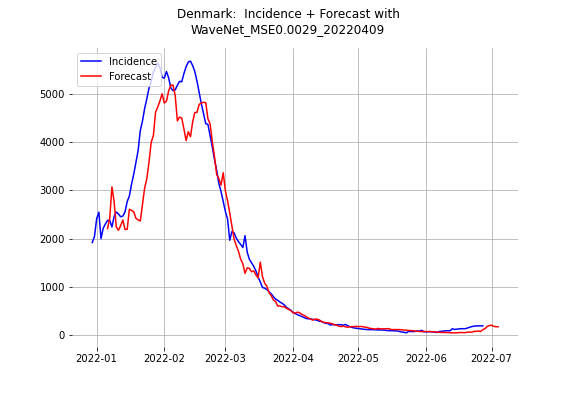 Denmark:  Incidence + Forecast with
WaveNet_MSE0.0029_20220409
Incidence
Forecast
5000
4000
3000
2000
1000
0
2022-01 2022-02 2022-03 2022-04 2022-05 2022-06 2022-07